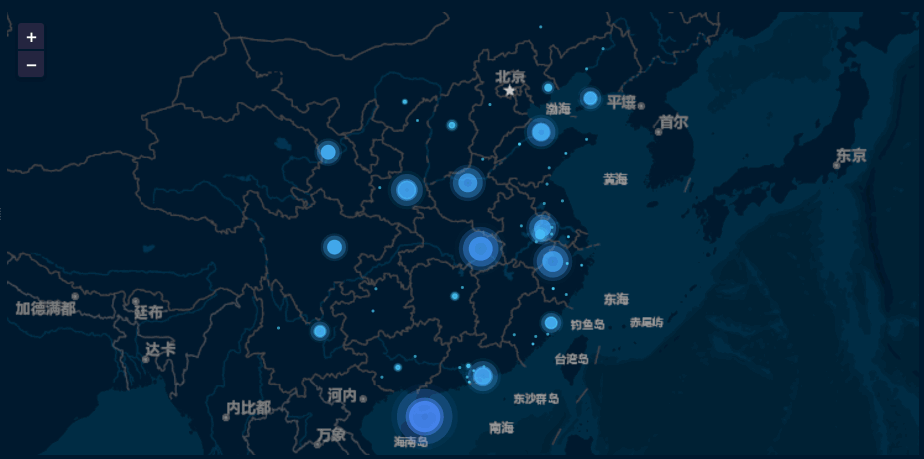 +
−
北京
渤海
平壤
首尔
东京
黄海
东海
加德满都
廷布
钓鱼岛
赤尾屿
达卡
台湾岛
河内
东沙群岛
内比都
南海
万象
海南岛